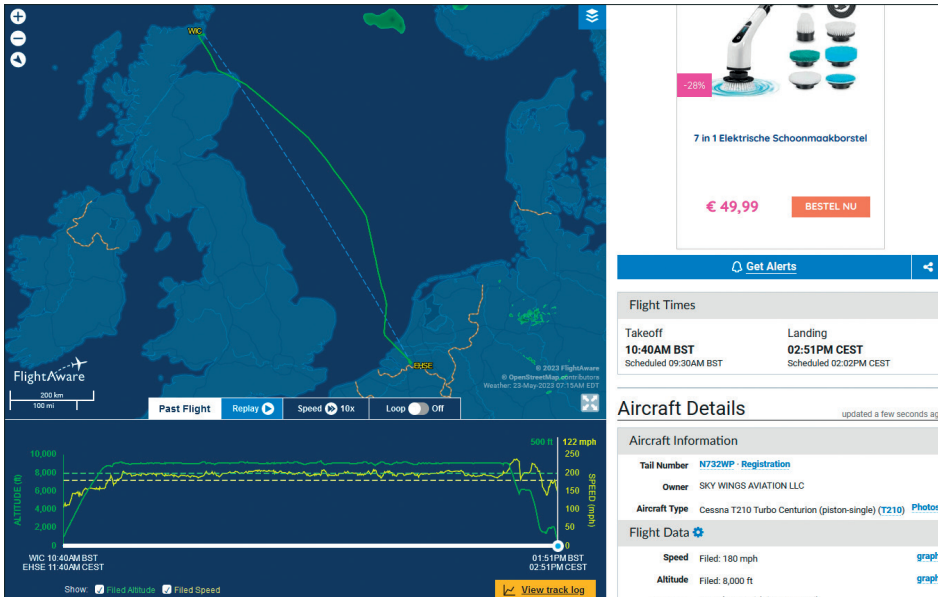 WIC
EHSE
FlightAware
200 km
100 mi
© 2023 FlightAware
© OpenStreetMap contributors
Weather: 23-May-2023 07:15AM EDT
Past Flight
Replay
Speed 10x
Loop Off
500 ft 122 mph
10,000
8,000
6,000
4,000
2,000
0
ALTITUDE (ft)
250
200
150
100
50
0
SPEED (mph)
WIC 10:40AM BST
EHSE 11:40AM CEST
01:51PM BST
02:51PM CEST
Show: Filed Altitude Filed Speed
View track log
-28%
7 in 1 Elektrische Schoonmaakborstel
€ 49,99
BESTEL NU
Get Alerts
Flight Times
Takeoff
10:40AM BST
Scheduled 09:30AM BST
Landing
02:51PM CEST
Scheduled 02:02PM CEST
Aircraft Details
updated a few seconds ag
Aircraft Information
Tail Number N732WP · Registration
Owner SKY WINGS AVIATION LLC
Aircraft Type Cessna T210 Turbo Centurion (piston-single) (T210) Photos
Flight Data
Speed Filed: 180 mph graph
Altitude Filed: 8,000 ft graph